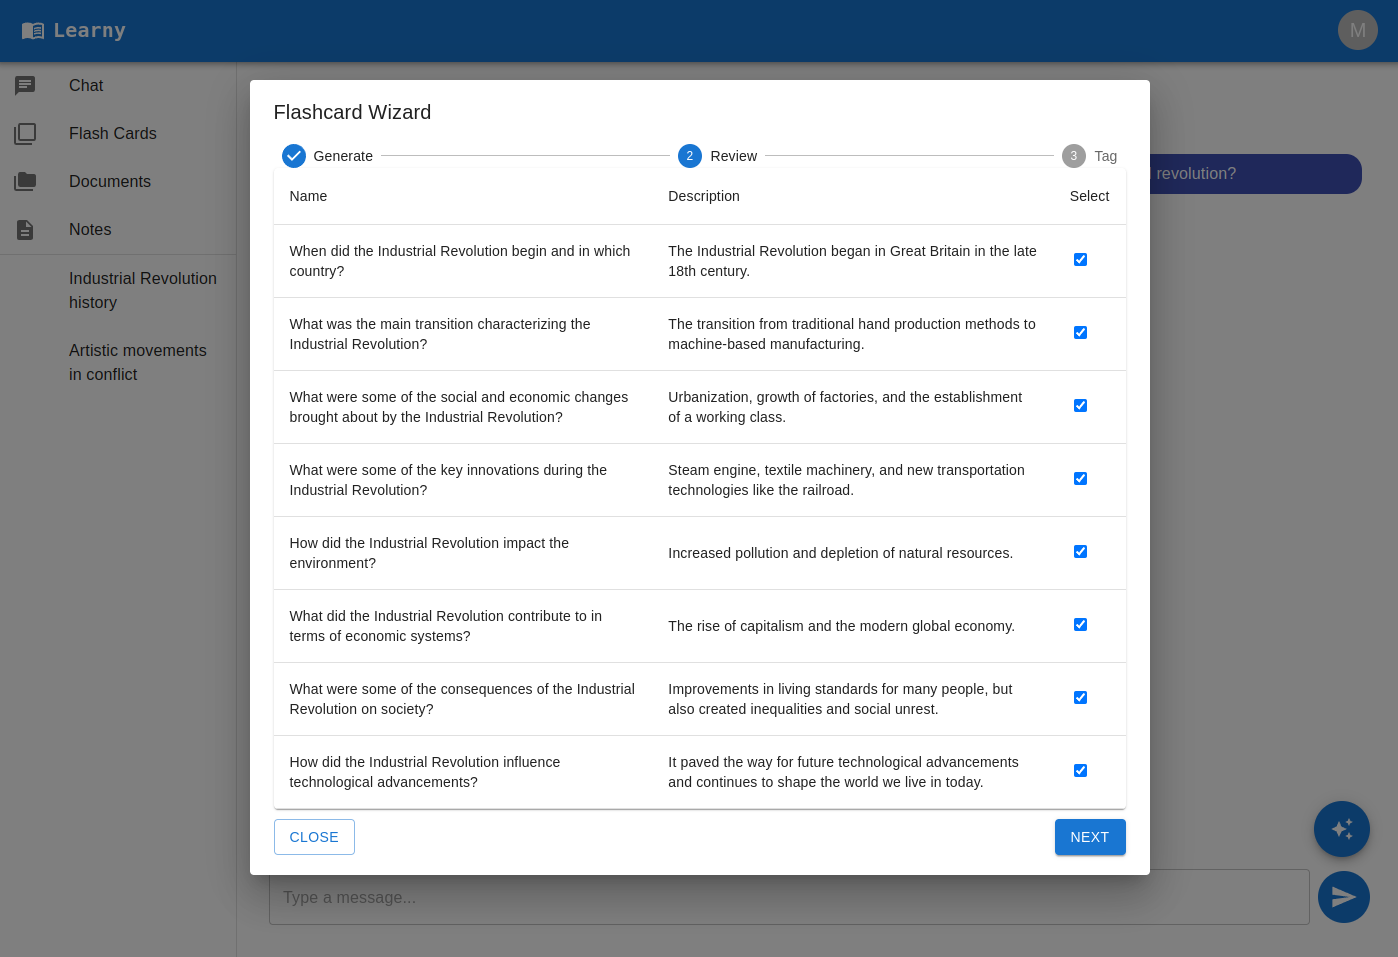 Learny
M
Chat
Flash Cards
Documents
Notes
Industrial Revolution
history
Artistic movements
in conflict
revolution?
Flashcard Wizard
Generate
2 Review
3 Tag
Name Description Select
When did the Industrial Revolution begin and in which
country?
The Industrial Revolution began in Great Britain in the late
18th century.
What was the main transition characterizing the
Industrial Revolution?
The transition from traditional hand production methods to
machine-based manufacturing.
What were some of the social and economic changes
brought about by the Industrial Revolution?
Urbanization, growth of factories, and the establishment
of a working class.
What were some of the key innovations during the
Industrial Revolution?
Steam engine, textile machinery, and new transportation
technologies like the railroad.
How did the Industrial Revolution impact the
environment?
Increased pollution and depletion of natural resources.
What did the Industrial Revolution contribute to in
terms of economic systems?
The rise of capitalism and the modern global economy.
What were some of the consequences of the Industrial
Revolution on society?
Improvements in living standards for many people, but
also created inequalities and social unrest.
How did the Industrial Revolution influence
technological advancements?
It paved the way for future technological advancements
and continues to shape the world we live in today.
CLOSE
NEXT
Type a message...